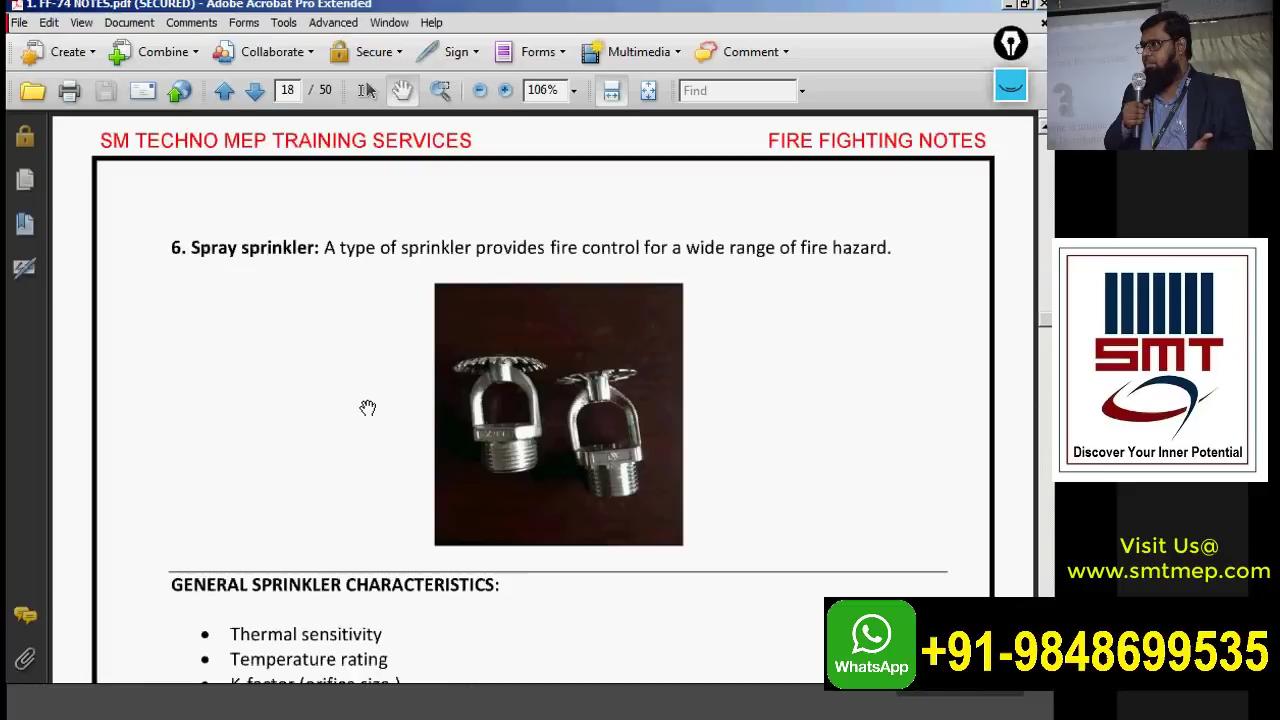 1. FF-74 NOTES.pdf (SECURED) - Adobe Acrobat Pro Extended
File Edit View Document Comments Forms Tools Advanced Window Help
Create Combine Collaborate Secure Sign Forms Multimedia Comment
18 / 50 106% Find
SM TECHNO MEP TRAINING SERVICES FIRE FIGHTING NOTES
6. Spray sprinkler: A type of sprinkler provides fire control for a wide range of fire hazard.
GENERAL SPRINKLER CHARACTERISTICS:
• Thermal sensitivity
• Temperature rating
• K-factor (orifice size )
SMT
Discover Your Inner Potential
Visit Us@
www.smtmep.com
WhatsApp
+91-9848699535